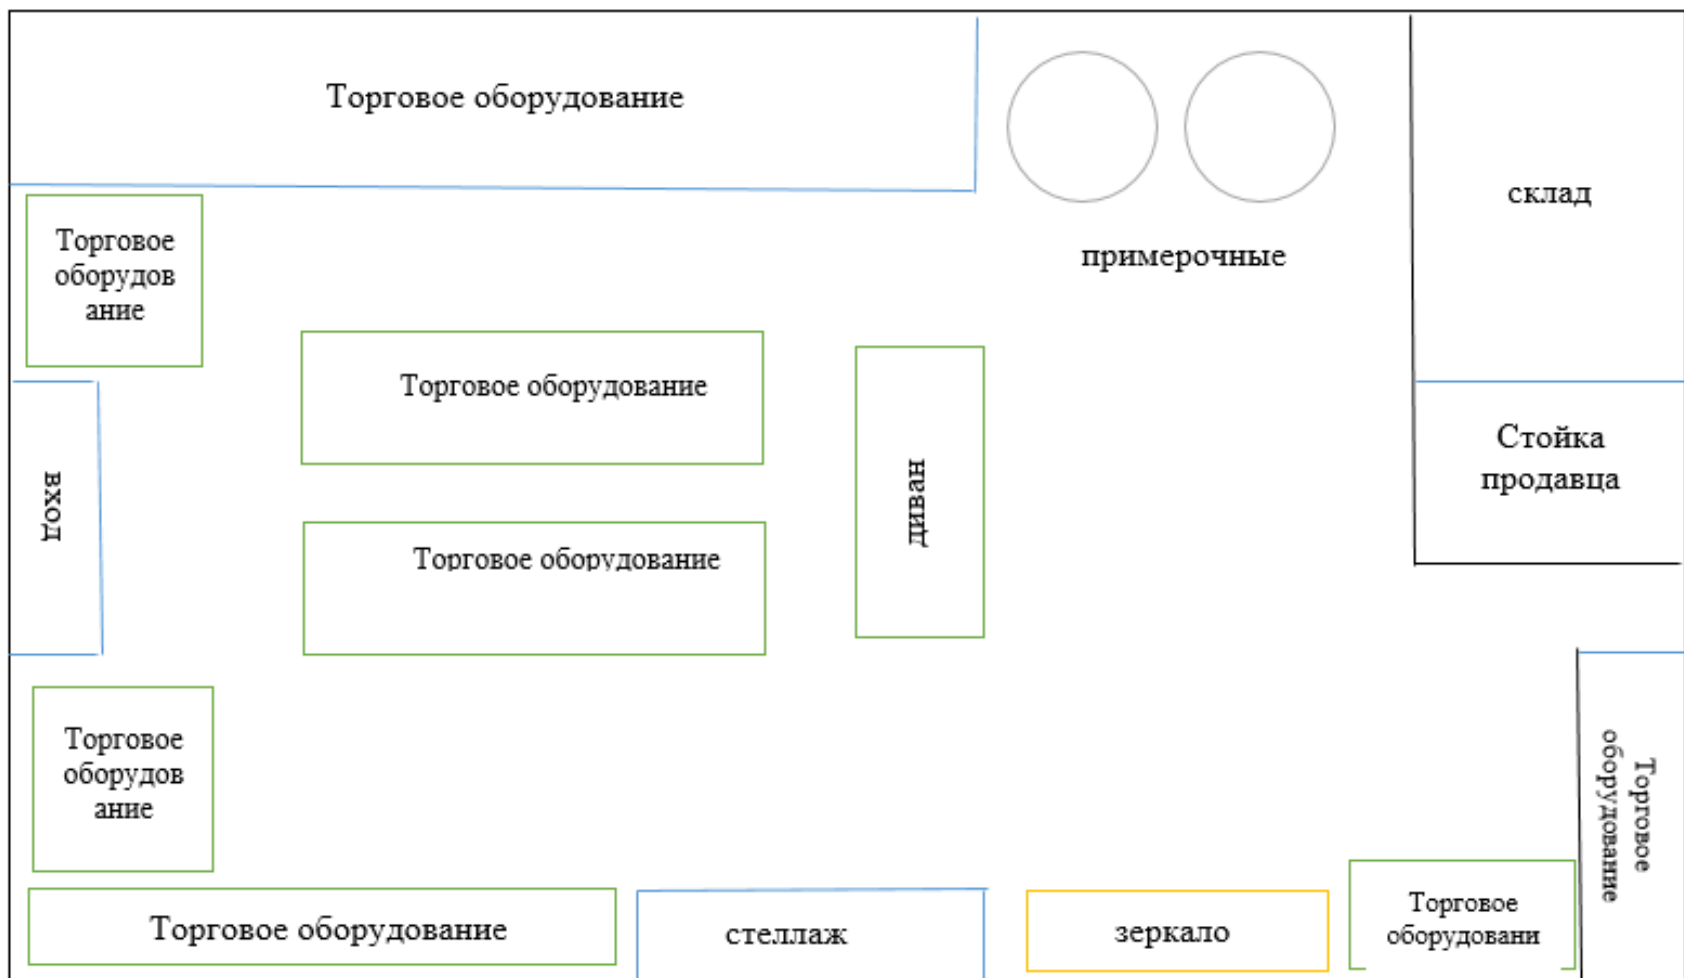 Торговое оборудование
склад
Торговое
оборудов
ание
примерочные
Торговое оборудование
Стойка
продавца
вход
диван
Торговое оборудование
Торговое
оборудов
ание
Торговое
оборудование
Торговое оборудование
стеллаж
зеркало
Торговое
оборудовани